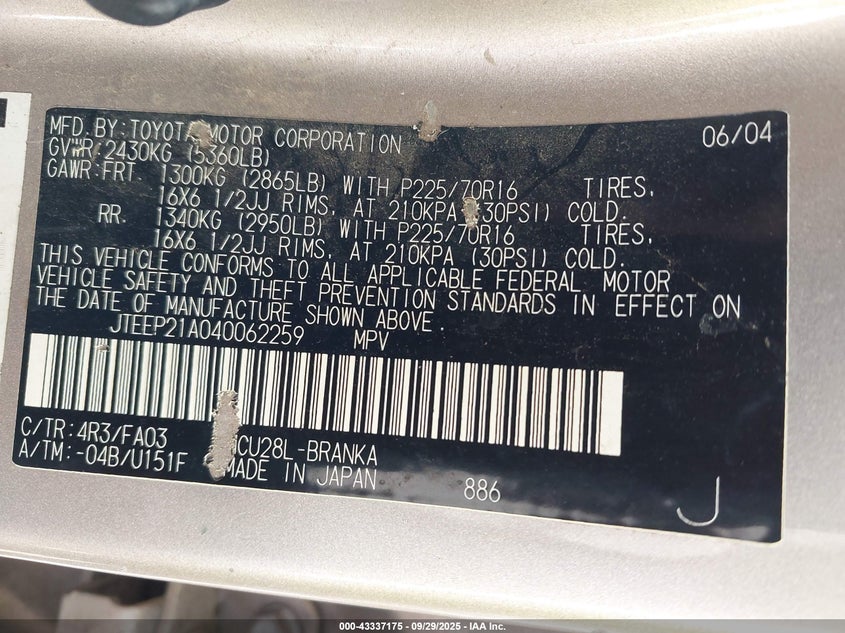 MFD.BY:TOYOTA MOTOR CORPORATION 06/04
GVWR:2430KG (5360LB)
GAWR:FRT. 1300KG (2865LB) WITH P225/70R16 TIRES,
16X6 1/2JJ RIMS, AT 210KPA (30PSI) COLD.
RR. 1340KG (2950LB) WITH P225/70R16 TIRES,
16X6 1/2JJ RIMS, AT 210KPA (30PSI) COLD.
THIS VEHICLE CONFORMS TO ALL APPLICABLE FEDERAL MOTOR
VEHICLE SAFETY AND THEFT PREVENTION STANDARDS IN EFFECT ON
THE DATE OF MANUFACTURE SHOWN ABOVE.
JTEEP21A040062259 MPV
C/TR:4R3/FA03 CU28L-BRANKA
A/TM:-04B/U151F MADE IN JAPAN 886
J
000-43337175 - 09/29/2025 - IAA Inc.